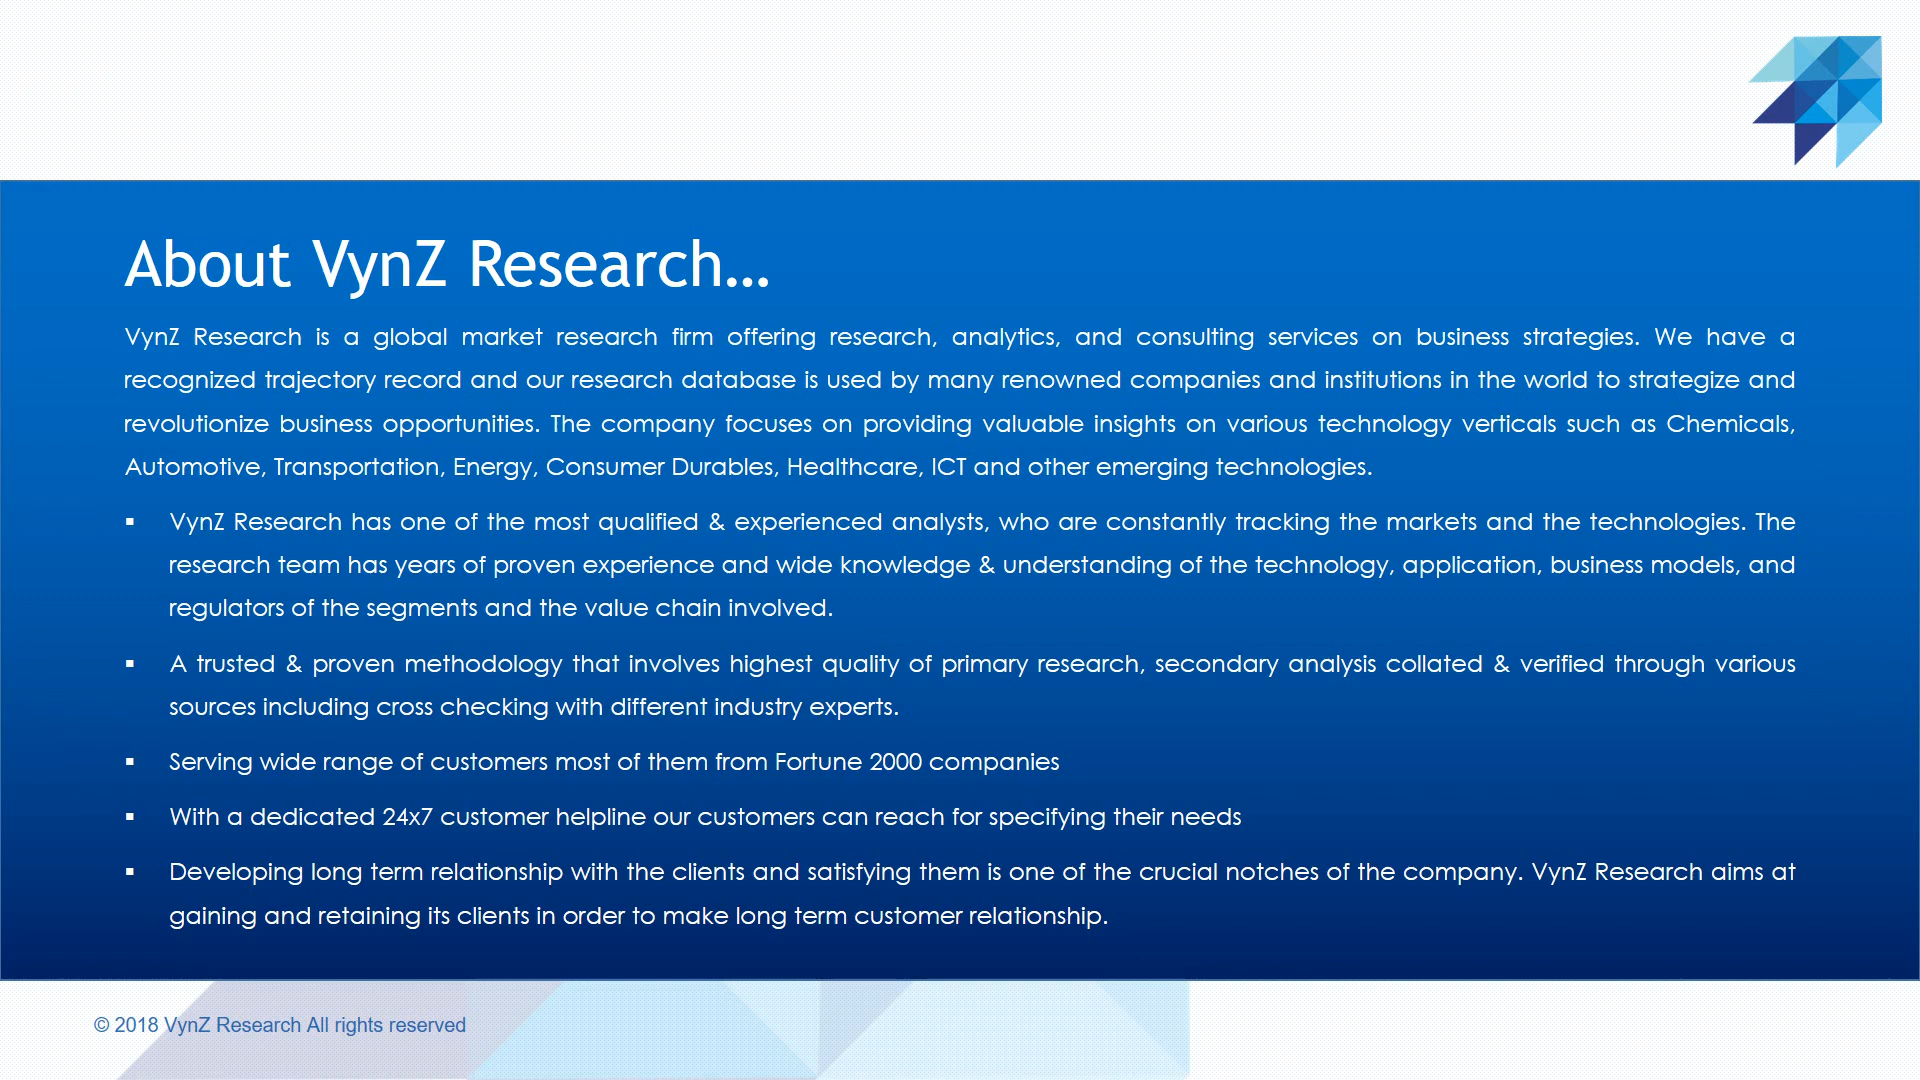 About VynZ Research...
VynZ Research is a global market research firm offering research, analytics, and consulting services on business strategies. We have a
recognized trajectory record and our research database is used by many renowned companies and institutions in the world to strategize and
revolutionize business opportunities. The company focuses on providing valuable insights on various technology verticals such as Chemicals,
Automotive, Transportation, Energy, Consumer Durables, Healthcare, ICT and other emerging technologies.
▪ VynZ Research has one of the most qualified & experienced analysts, who are constantly tracking the markets and the technologies. The
research team has years of proven experience and wide knowledge & understanding of the technology, application, business models, and
regulators of the segments and the value chain involved.
▪ A trusted & proven methodology that involves highest quality of primary research, secondary analysis collated & verified through various
sources including cross checking with different industry experts.
▪ Serving wide range of customers most of them from Fortune 2000 companies
▪ With a dedicated 24x7 customer helpline our customers can reach for specifying their needs
▪ Developing long term relationship with the clients and satisfying them is one of the crucial notches of the company. VynZ Research aims at
gaining and retaining its clients in order to make long term customer relationship.
© 2018 VynZ Research All rights reserved